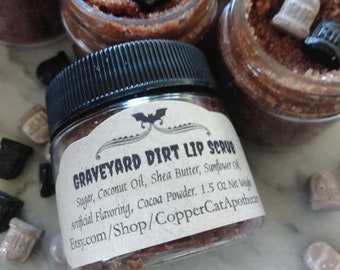 GRAVEYARD DIRT LIP SCRUB
Sugar, Coconut Oil, Shea Butter, Sunflower Oil,
Artificial Flavoring, Cocoa Powder. 1.5 Oz Net Weight
Etsy.com/Shop/CopperCatApothecary